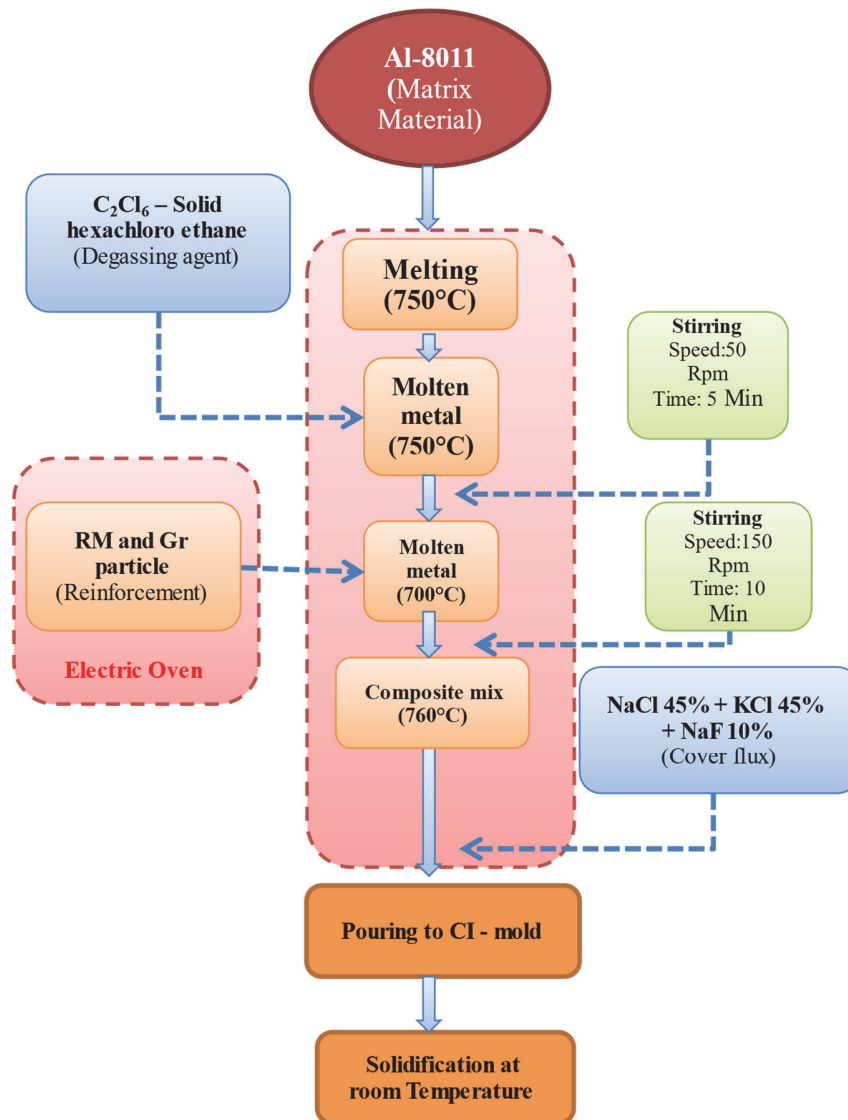 Al-8011
(Matrix
Material)
C₂Cl₆ – Solid
hexachloro ethane
(Degassing agent)
Melting
(750°C)
Stirring
Speed:50
Rpm
Time: 5 Min
Molten
metal
(750°C)
RM and Gr
particle
(Reinforcement)
Electric Oven
Molten
metal
(700°C)
Stirring
Speed:150
Rpm
Time: 10
Min
Composite mix
(760°C)
NaCl 45% + KCl 45%
+ NaF 10%
(Cover flux)
Pouring to CI - mold
Solidification at
room Temperature